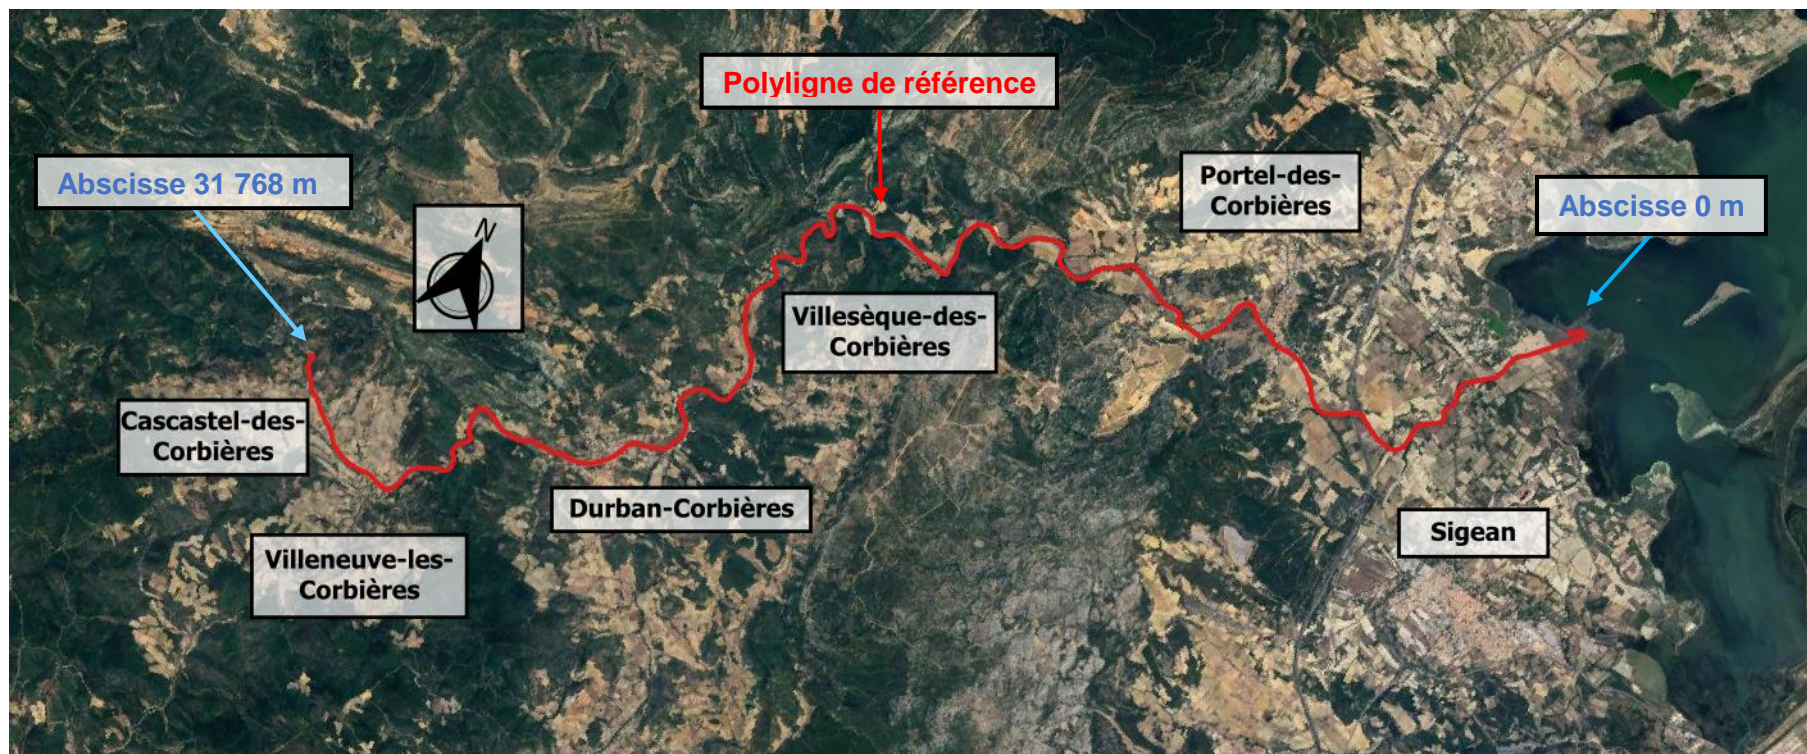 Polyligne de référence
Abscisse 31 768 m
Portel-des-
Corbières
Abscisse 0 m
N
Villesèque-des-
Corbières
Cascastel-des-
Corbières
Durban-Corbières
Sigean
Villeneuve-les-
Corbières